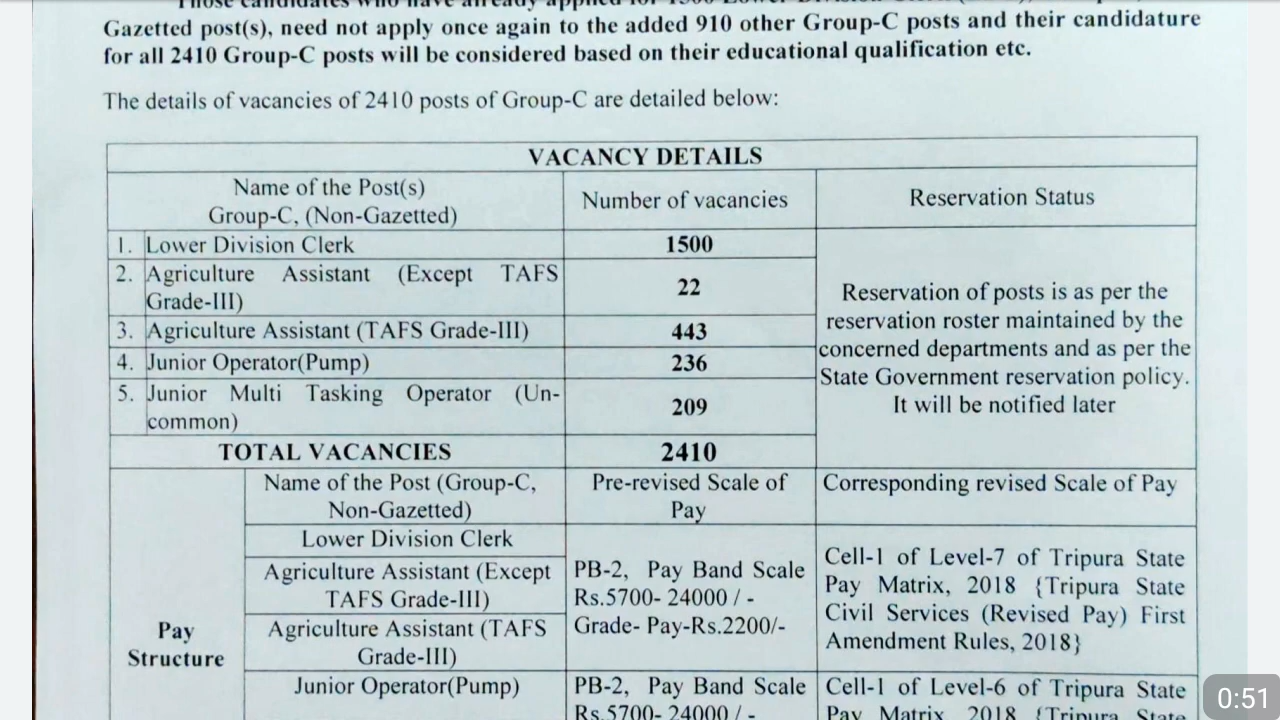 Gazetted post(s), need not apply once again to the added 910 other Group-C posts and their candidature
for all 2410 Group-C posts will be considered based on their educational qualification etc.
The details of vacancies of 2410 posts of Group-C are detailed below:
VACANCY DETAILS
Name of the Post(s)
Group-C, (Non-Gazetted)
Number of vacancies
Reservation Status
1. Lower Division Clerk
1500
2. Agriculture Assistant (Except TAFS
Grade-III)
22
3. Agriculture Assistant (TAFS Grade-III)
443
4. Junior Operator(Pump)
236
5. Junior Multi Tasking Operator (Un-
common)
209
Reservation of posts is as per the
reservation roster maintained by the
concerned departments and as per the
State Government reservation policy.
It will be notified later
TOTAL VACANCIES
2410
Pay
Structure
Name of the Post (Group-C,
Non-Gazetted)
Pre-revised Scale of
Pay
Corresponding revised Scale of Pay
Lower Division Clerk
Agriculture Assistant (Except
TAFS Grade-III)
Agriculture Assistant (TAFS
Grade-III)
PB-2, Pay Band Scale
Rs.5700- 24000 / -
Grade- Pay-Rs.2200/-
Cell-1 of Level-7 of Tripura State
Pay Matrix, 2018 {Tripura State
Civil Services (Revised Pay) First
Amendment Rules, 2018}
Junior Operator(Pump)
PB-2, Pay Band Scale
Rs.5700- 24000 / -
Cell-1 of Level-6 of Tripura State
Pay Matrix, 2018 {Tripura State
0:51